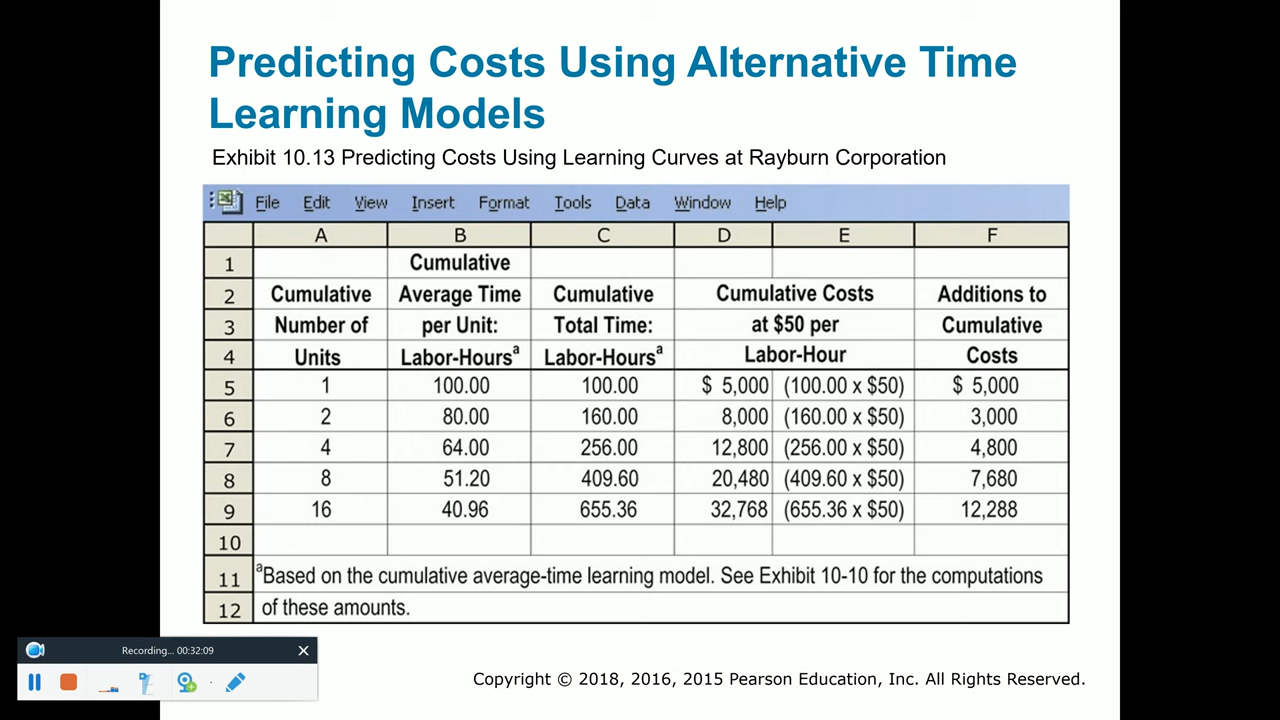 Predicting Costs Using Alternative Time
Learning Models
Exhibit 10.13 Predicting Costs Using Learning Curves at Rayburn Corporation
File Edit View Insert Format Tools Data Window Help
A B C D E F
1 Cumulative
2 Cumulative Average Time Cumulative Cumulative Costs Additions to
3 Number of per Unit: Total Time: at $50 per Cumulative
4 Units Labor-Hoursᵃ Labor-Hoursᵃ Labor-Hour Costs
5 1 100.00 100.00 $ 5,000 (100.00 x $50) $ 5,000
6 2 80.00 160.00 8,000 (160.00 x $50) 3,000
7 4 64.00 256.00 12,800 (256.00 x $50) 4,800
8 8 51.20 409.60 20,480 (409.60 x $50) 7,680
9 16 40.96 655.36 32,768 (655.36 x $50) 12,288
10
11 ᵃBased on the cumulative average-time learning model. See Exhibit 10-10 for the computations
12 of these amounts.
Recording... 00:32:09
Copyright © 2018, 2016, 2015 Pearson Education, Inc. All Rights Reserved.